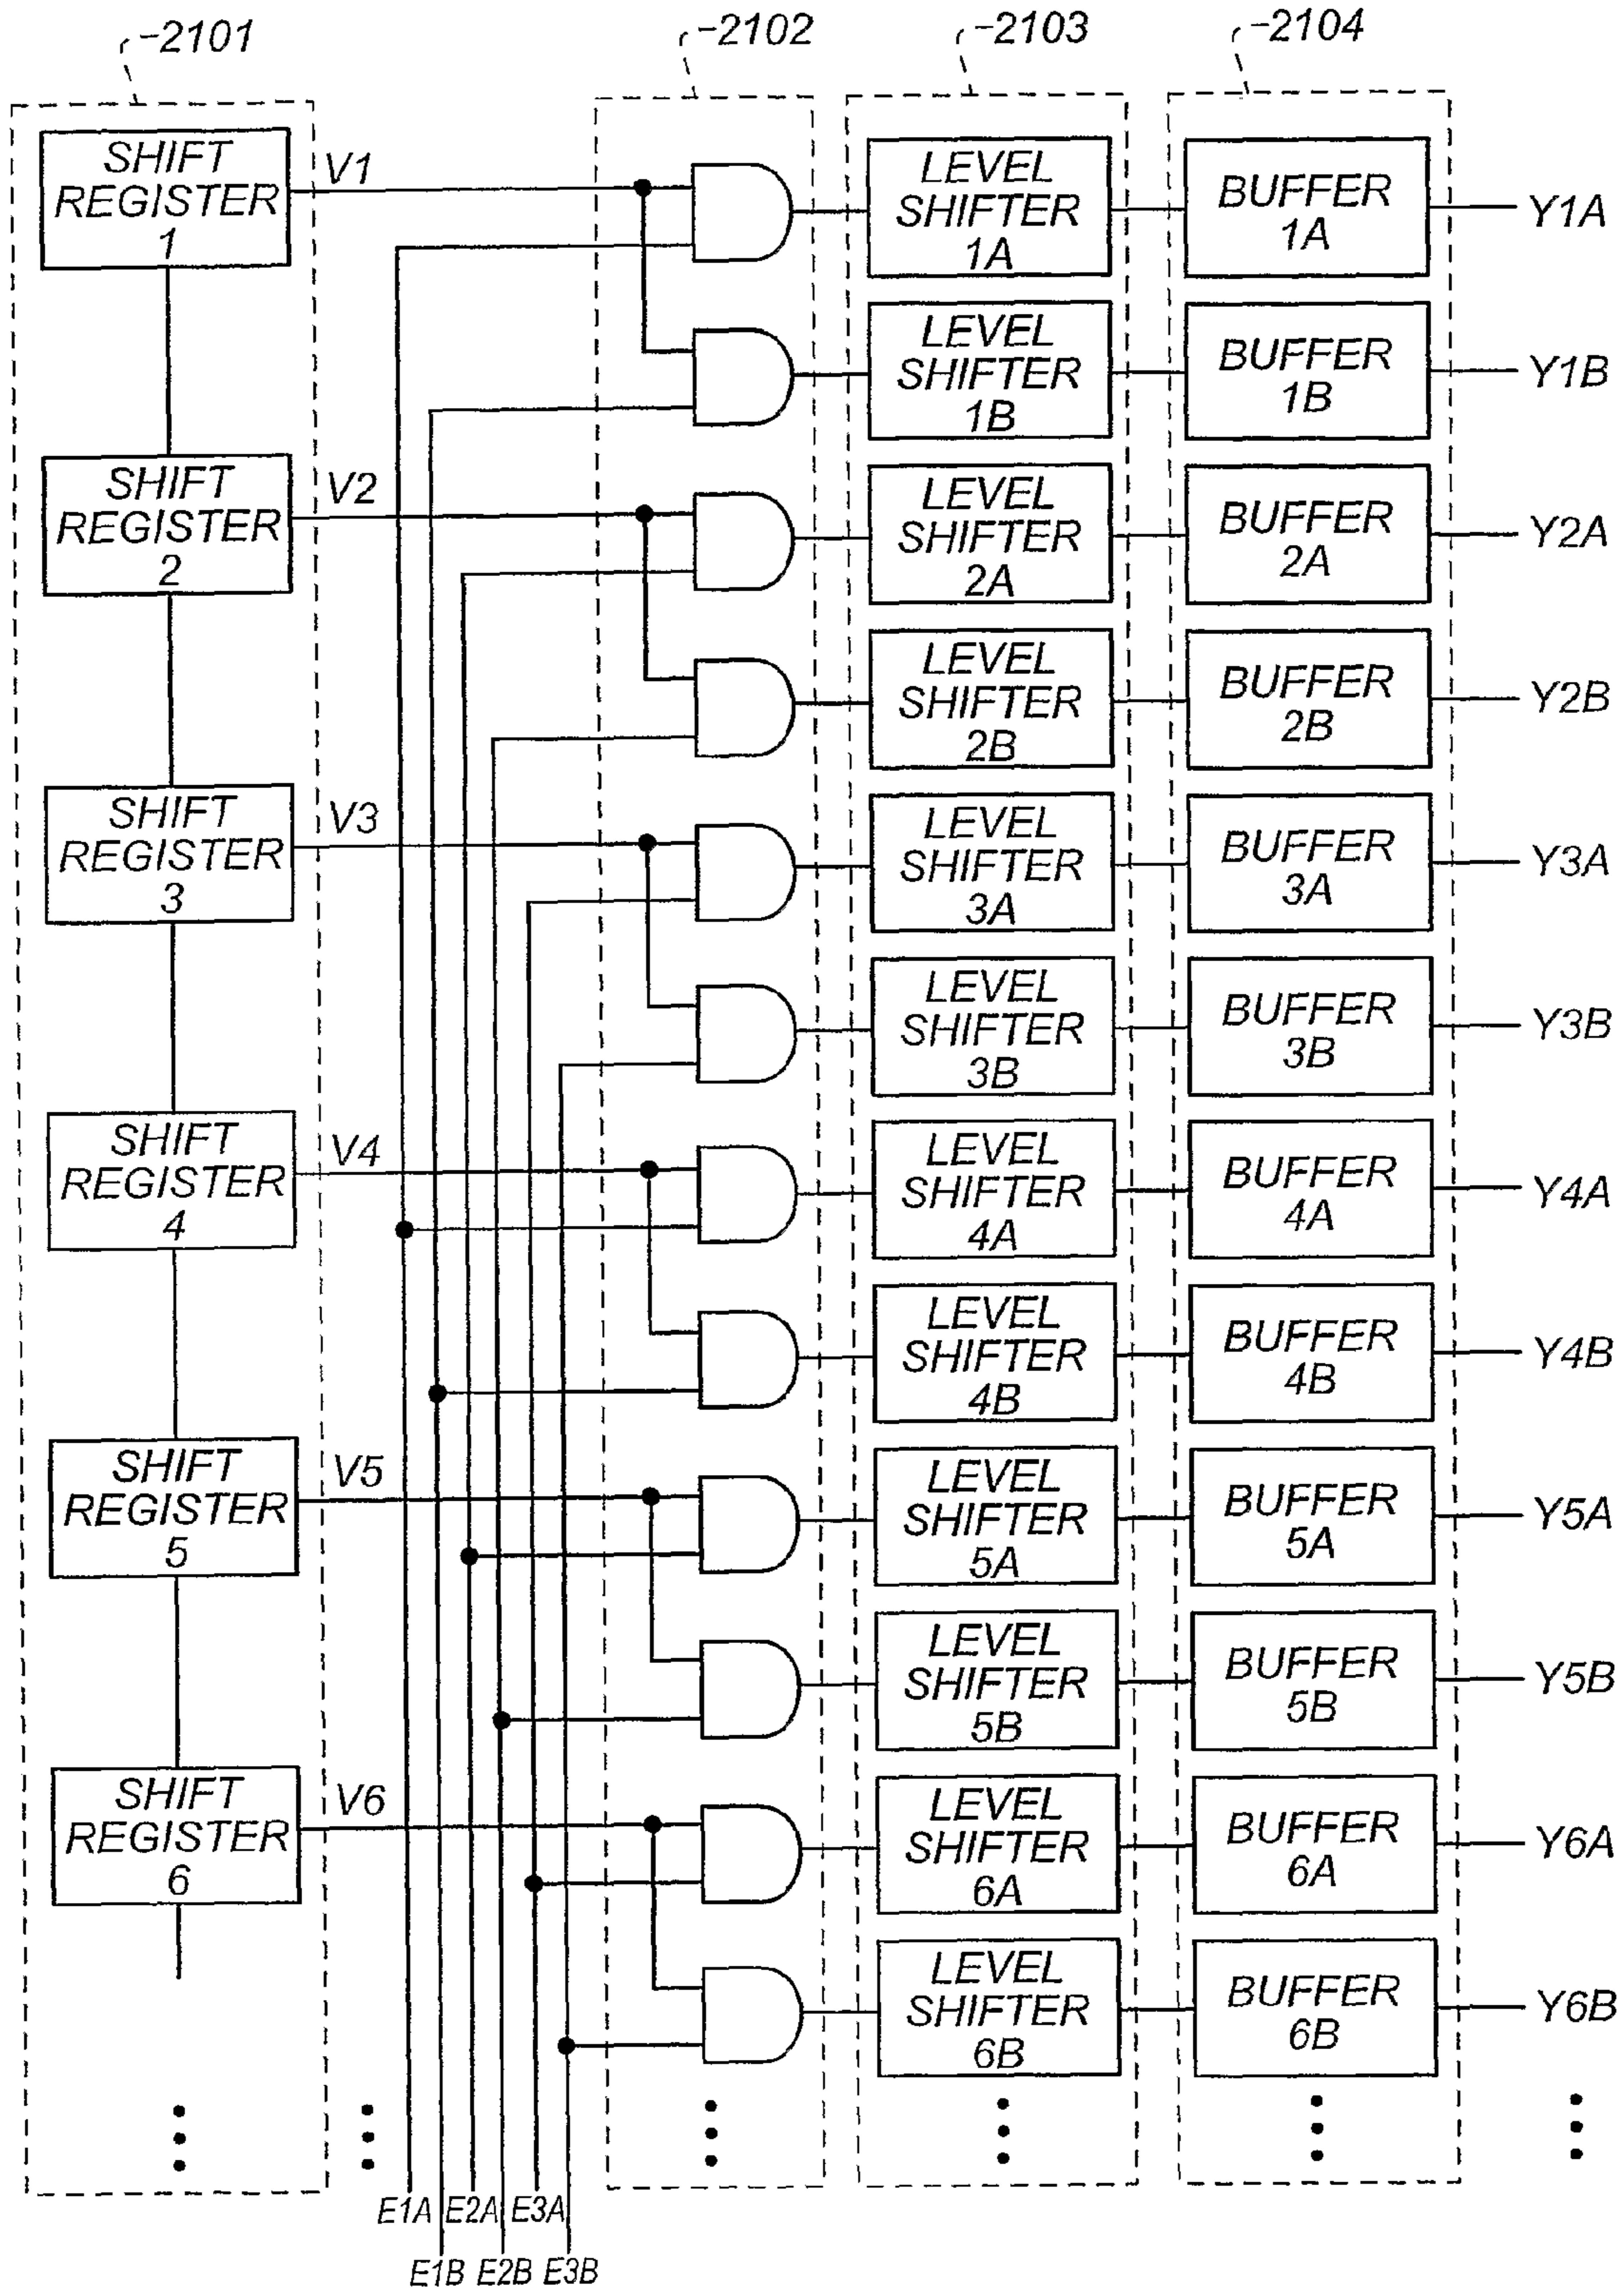 2101
2102
2103
2104
SHIFT
REGISTER
1
V1
LEVEL
SHIFTER
1A
BUFFER
1A
Y1A
LEVEL
SHIFTER
1B
BUFFER
1B
Y1B
SHIFT
REGISTER
2
V2
LEVEL
SHIFTER
2A
BUFFER
2A
Y2A
LEVEL
SHIFTER
2B
BUFFER
2B
Y2B
SHIFT
REGISTER
3
V3
LEVEL
SHIFTER
3A
BUFFER
3A
Y3A
LEVEL
SHIFTER
3B
BUFFER
3B
Y3B
SHIFT
REGISTER
4
V4
LEVEL
SHIFTER
4A
BUFFER
4A
Y4A
LEVEL
SHIFTER
4B
BUFFER
4B
Y4B
SHIFT
REGISTER
5
V5
LEVEL
SHIFTER
5A
BUFFER
5A
Y5A
LEVEL
SHIFTER
5B
BUFFER
5B
Y5B
SHIFT
REGISTER
6
V6
LEVEL
SHIFTER
6A
BUFFER
6A
Y6A
LEVEL
SHIFTER
6B
BUFFER
6B
Y6B
E1A E2A E3A
E1B E2B E3B